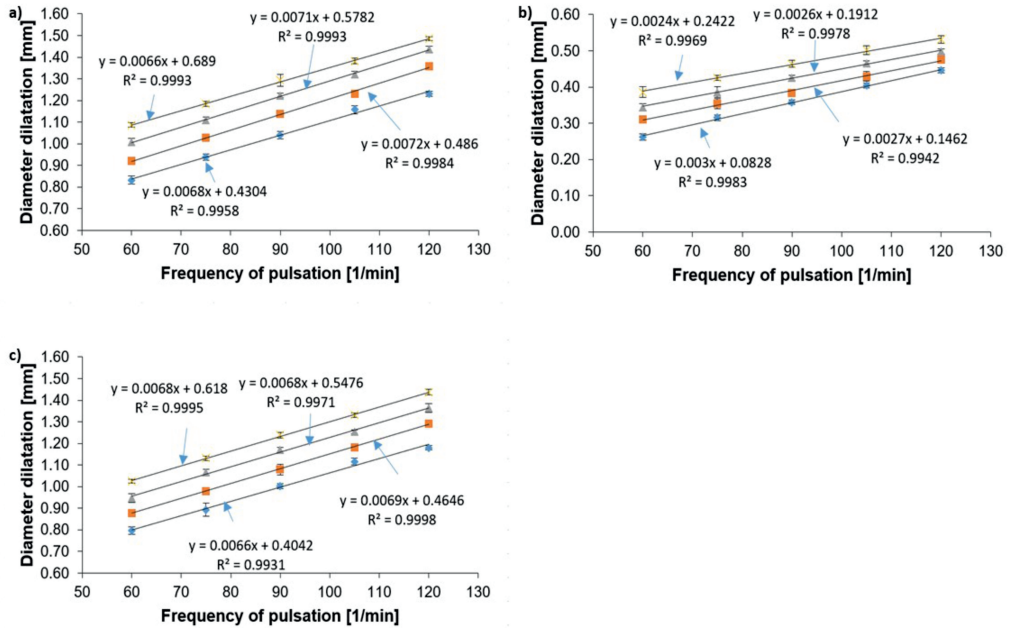 a)
Diameter dilatation [mm]
1.60
1.50
1.40
1.30
1.20
1.10
1.00
0.90
0.80
0.70
0.60
y = 0.0071x + 0.5782
R² = 0.9993
y = 0.0066x + 0.689
R² = 0.9993
y = 0.0072x + 0.486
R² = 0.9984
y = 0.0068x + 0.4304
R² = 0.9958
50 60 70 80 90 100 110 120 130
Frequency of pulsation [1/min]
b)
Diameter dilatation [mm]
0.60
0.50
0.40
0.30
0.20
0.10
0.00
y = 0.0024x + 0.2422
R² = 0.9969
y = 0.0026x + 0.1912
R² = 0.9978
y = 0.0027x + 0.1462
R² = 0.9942
y = 0.003x + 0.0828
R² = 0.9983
50 60 70 80 90 100 110 120 130
Frequency of pulsation [1/min]
c)
Diameter dilatation [mm]
1.60
1.50
1.40
1.30
1.20
1.10
1.00
0.90
0.80
0.70
0.60
y = 0.0068x + 0.618
R² = 0.9995
y = 0.0068x + 0.5476
R² = 0.9971
y = 0.0069x + 0.4646
R² = 0.9998
y = 0.0066x + 0.4042
R² = 0.9931
50 60 70 80 90 100 110 120 130
Frequency of pulsation [1/min]